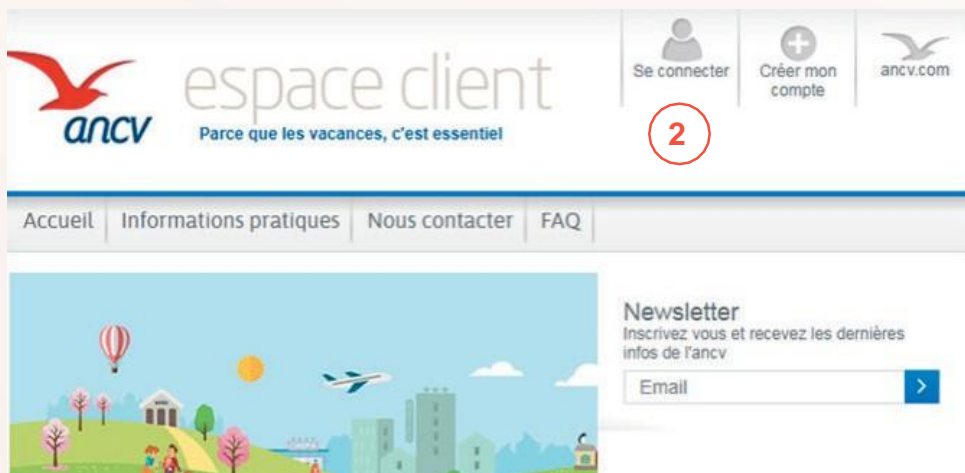 ancv
espace client
Parce que les vacances, c'est essentiel
Se connecter
Créer mon
compte
ancv.com
2
Accueil
Informations pratiques
Nous contacter
FAQ
Newsletter
Inscrivez vous et recevez les dernières
infos de l'ancv
Email